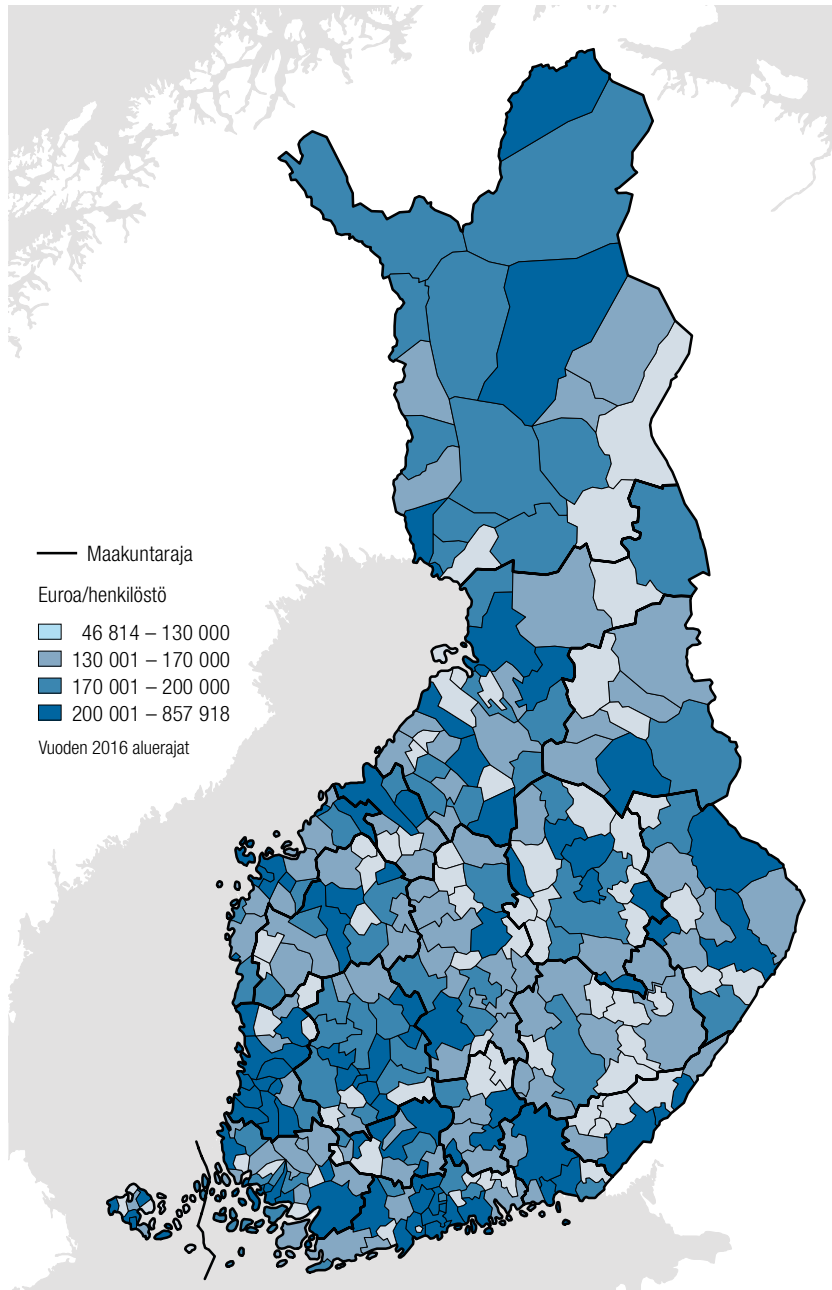 Maakuntaraja
Euroa/henkilöstö
46 814 – 130 000
130 001 – 170 000
170 001 – 200 000
200 001 – 857 918
Vuoden 2016 aluerajat